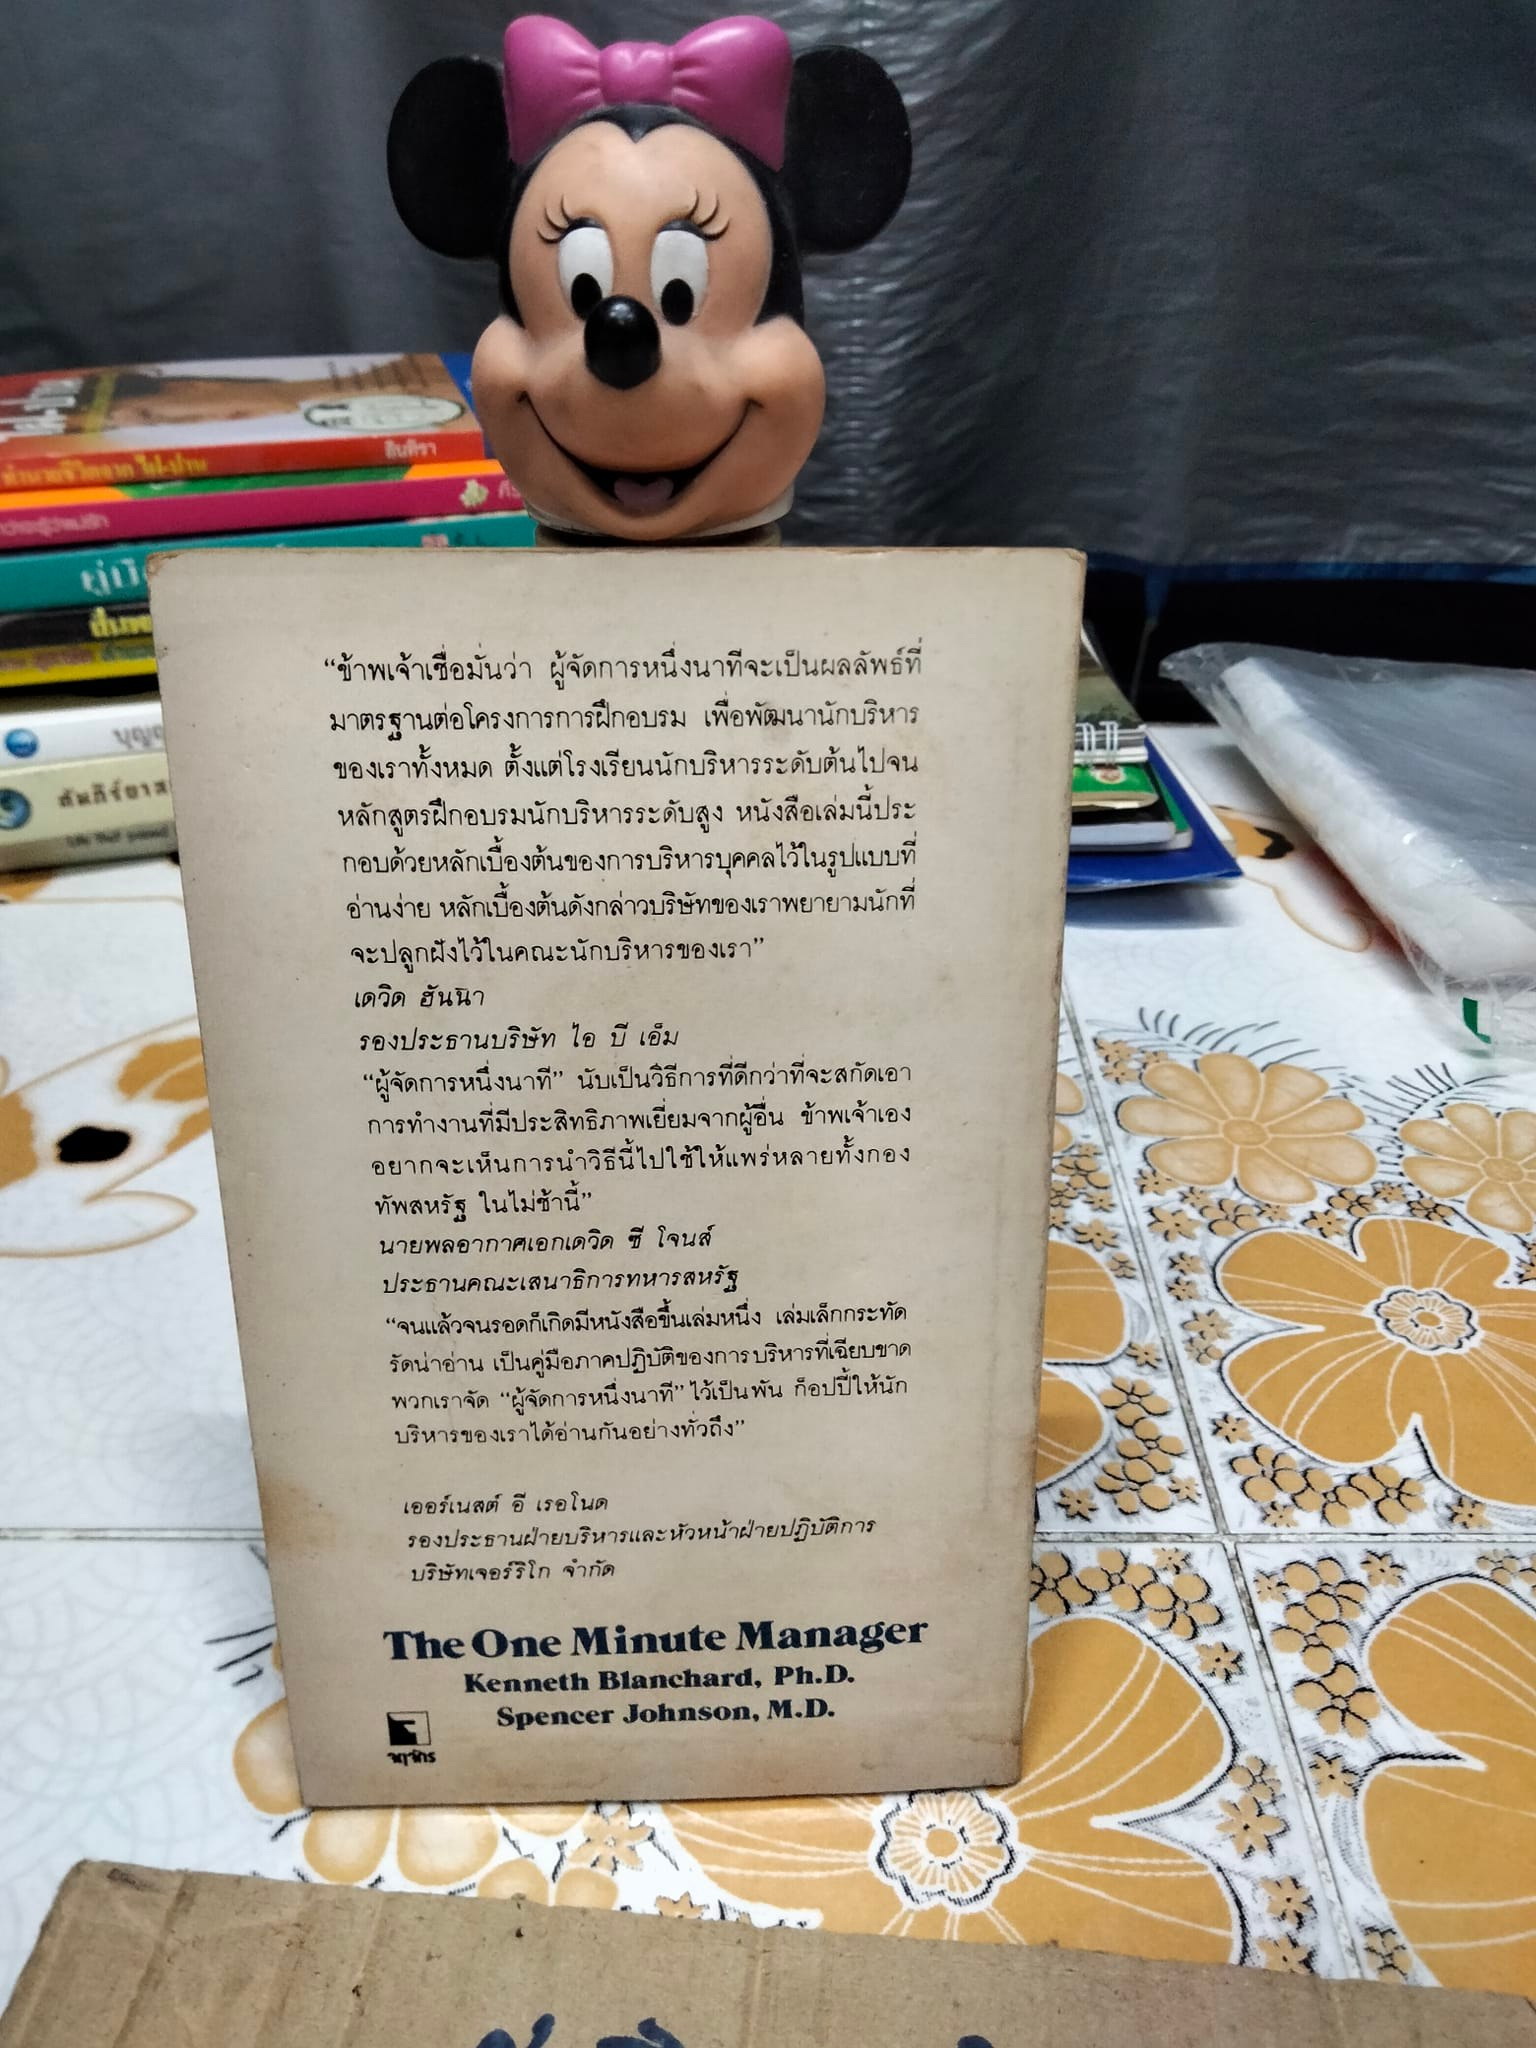 สินทิรา
ทำนายชีวิตจาก ไฝ-ปาน
คู่มือ
บุญญ
“ข้าพเจ้าเชื่อมั่นว่า ผู้จัดการหนึ่งนาทีจะเป็นผลลัพธ์ที่
มาตรฐานต่อโครงการการฝึกอบรม เพื่อพัฒนานักบริหาร
ของเราทั้งหมด ตั้งแต่โรงเรียนนักบริหารระดับต้นไปจน
หลักสูตรฝึกอบรมนักบริหารระดับสูง หนังสือเล่มนี้ประ
กอบด้วยหลักเบื้องต้นของการบริหารบุคคลไว้ในรูปแบบที่
อ่านง่าย หลักเบื้องต้นดังกล่าวบริษัทของเราพยายามนักที่
จะปลูกฝังไว้ในคณะนักบริหารของเรา”
เดวิด ฮันนิา
รองประธานบริษัท ไอ บี เอ็ม
“ผู้จัดการหนึ่งนาที” นับเป็นวิธีการที่ดีกว่าที่จะสกัดเอา
การทำงานที่มีประสิทธิภาพเยี่ยมจากผู้อื่น ข้าพเจ้าเอง
อยากจะเห็นการนำวิธีนี้ไปใช้ให้แพร่หลายทั้งกอง
ทัพสหรัฐ ในไม่ช้านี้”
นายพลอากาศเอกเดวิด ซี โจนส์
ประธานคณะเสนาธิการทหารสหรัฐ
“จนแล้วจนรอดก็เกิดมีหนังสือขึ้นเล่มหนึ่ง เล่มเล็กกระทัด
รัดน่าอ่าน เป็นคู่มือภาคปฏิบัติของการบริหารที่เฉียบขาด
พวกเราจัด “ผู้จัดการหนึ่งนาที” ไว้เป็นพัน ก็อปปี้ให้นัก
บริหารของเราได้อ่านกันอย่างทั่วถึง”
เออร์เนสต์ อี เรอโนด
รองประธานฝ่ายบริหารและหัวหน้าฝ่ายปฏิบัติการ
บริษัทเจอร์ริโก จำกัด
The One Minute Manager
Kenneth Blanchard, Ph.D.
Spencer Johnson, M.D.